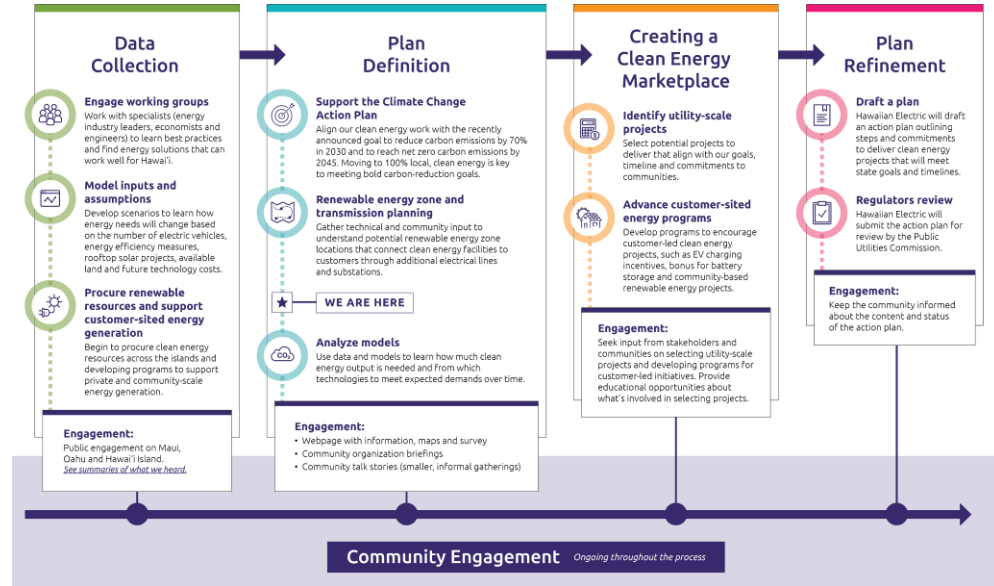 Data
Collection
Engage working groups
Work with specialists (energy
industry leaders, economists and
engineers) to learn best practices
and find energy solutions that can
work well for Hawai'i.
Model inputs and
assumptions
Develop scenarios to learn how
energy needs will change based
on the number of electric vehicles,
energy efficiency measures,
rooftop solar projects, available
land and future technology costs.
Procure renewable
resources and support
customer-sited energy
generation
Begin to procure clean energy
resources across the islands and
developing programs to support
private and community-scale
energy generation.
Engagement:
Public engagement on Maui,
Oahu and Hawai'i Island.
See summaries of what we heard.
Plan
Definition
Support the Climate Change
Action Plan
Align our clean energy work with the recently
announced goal to reduce carbon emissions by 70%
in 2030 and to reach net zero carbon emissions by
2045. Moving to 100% local, clean energy is key
to meeting bold carbon-reduction goals.
Renewable energy zone and
transmission planning
Gather technical and community input to
understand potential renewable energy zone
locations that connect clean energy facilities to
customers through additional electrical lines
and substations.
WE ARE HERE
CO₂
Analyze models
Use data and models to learn how much clean
energy output is needed and from which
technologies to meet expected demands over time.
Engagement:
• Webpage with information, maps and survey
• Community organization briefings
• Community talk stories (smaller, informal gatherings)
Creating a
Clean Energy
Marketplace
Identify utility-scale
projects
Select potential projects to
deliver that align with our goals,
timeline and commitments to
communities.
Advance customer-sited
energy programs
Develop programs to encourage
customer-led clean energy
projects, such as EV charging
incentives, bonus for battery
storage and community-based
renewable energy projects.
Engagement:
Seek input from stakeholders and
communities on selecting utility-scale
projects and developing programs for
customer-led initiatives. Provide
educational opportunities about
what's involved in selecting projects.
Plan
Refinement
Draft a plan
Hawaiian Electric will draft
an action plan outlining
steps and commitments
to deliver clean energy
projects that will meet
state goals and timelines.
Regulators review
Hawaiian Electric will
submit the action plan for
review by the Public
Utilities Commission.
Engagement:
Keep the community informed
about the content and status
of the action plan.
Community Engagement Ongoing throughout the process